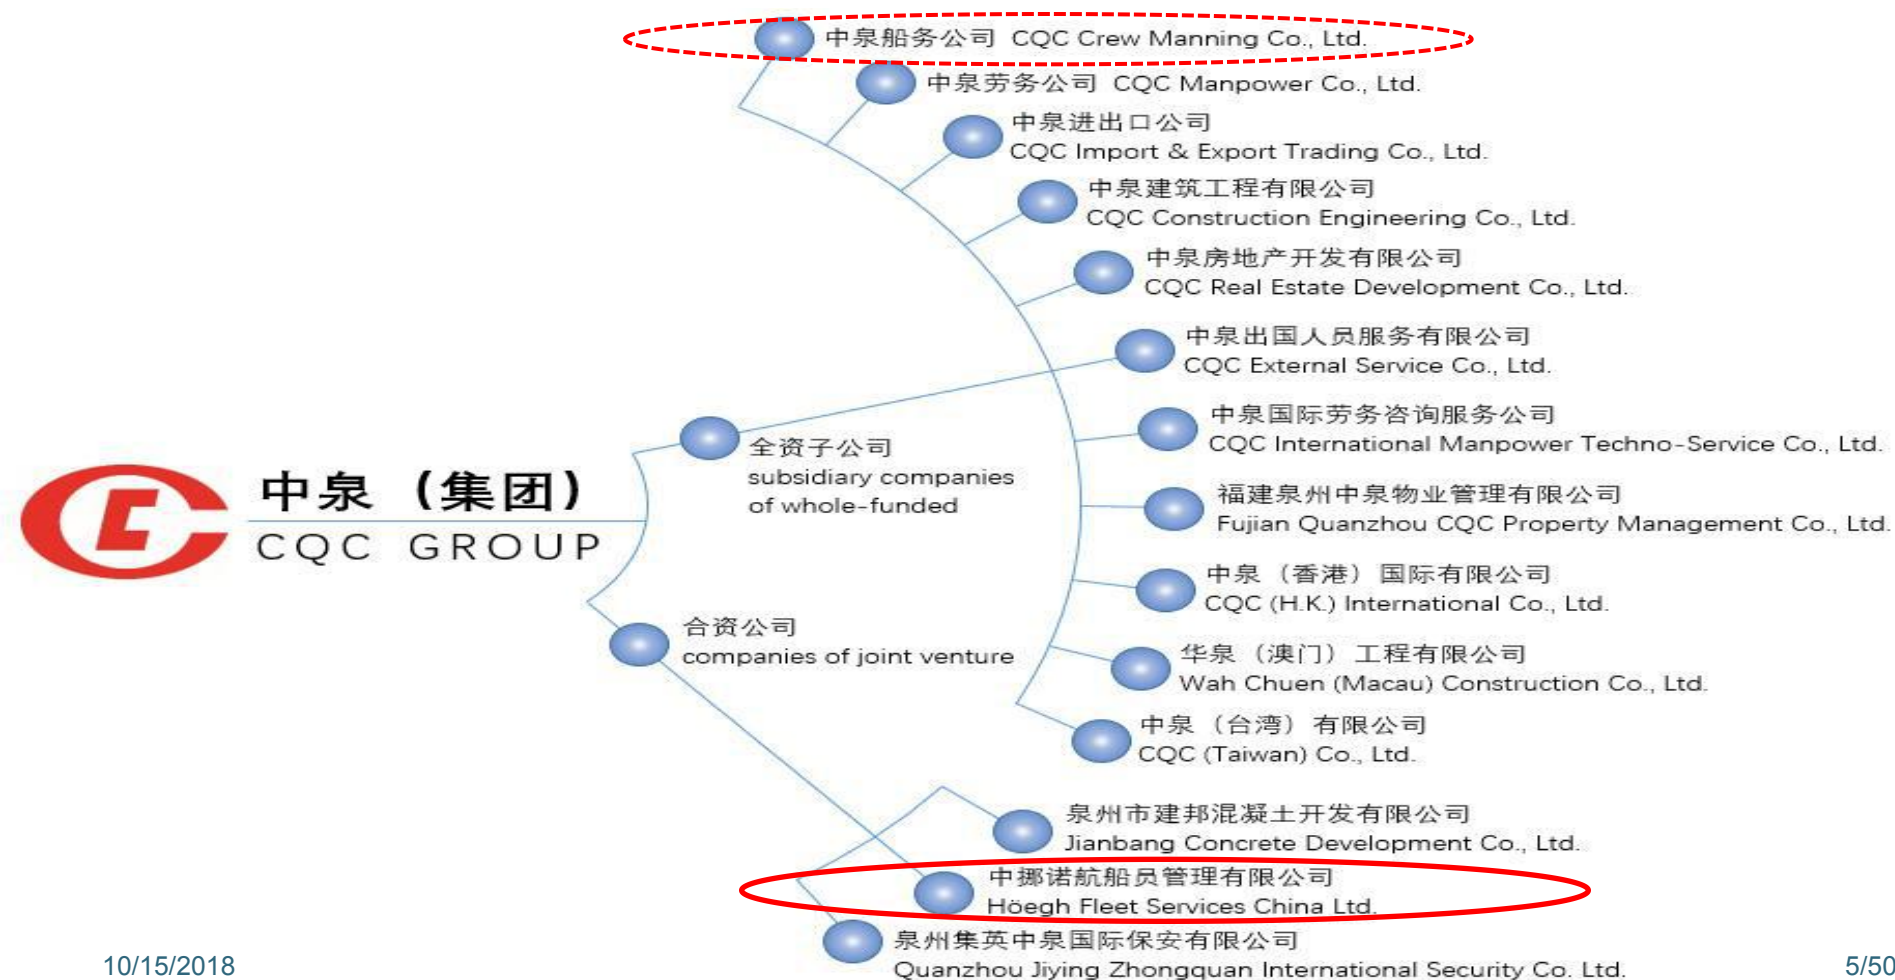 中泉船务公司 CQC Crew Manning Co., Ltd.
中泉劳务公司 CQC Manpower Co., Ltd.
中泉进出口公司
CQC Import & Export Trading Co., Ltd.
中泉建筑工程有限公司
CQC Construction Engineering Co., Ltd.
中泉房地产开发有限公司
CQC Real Estate Development Co., Ltd.
中泉出国人员服务有限公司
CQC External Service Co., Ltd.
中泉国际劳务咨询服务公司
CQC International Manpower Techno-Service Co., Ltd.
全资子公司
subsidiary companies
of whole-funded
中泉（集团）
CQC GROUP
福建泉州中泉物业管理有限公司
Fujian Quanzhou CQC Property Management Co., Ltd.
中泉（香港）国际有限公司
CQC (H.K.) International Co., Ltd.
合资公司
companies of joint venture
华泉（澳门）工程有限公司
Wah Chuen (Macau) Construction Co., Ltd.
中泉（台湾）有限公司
CQC (Taiwan) Co., Ltd.
泉州市建邦混凝土开发有限公司
Jianbang Concrete Development Co., Ltd.
中挪诺航船员管理有限公司
Höegh Fleet Services China Ltd.
泉州集英中泉国际保安有限公司
Quanzhou Jiying Zhongquan International Security Co. Ltd.
10/15/2018
5/50